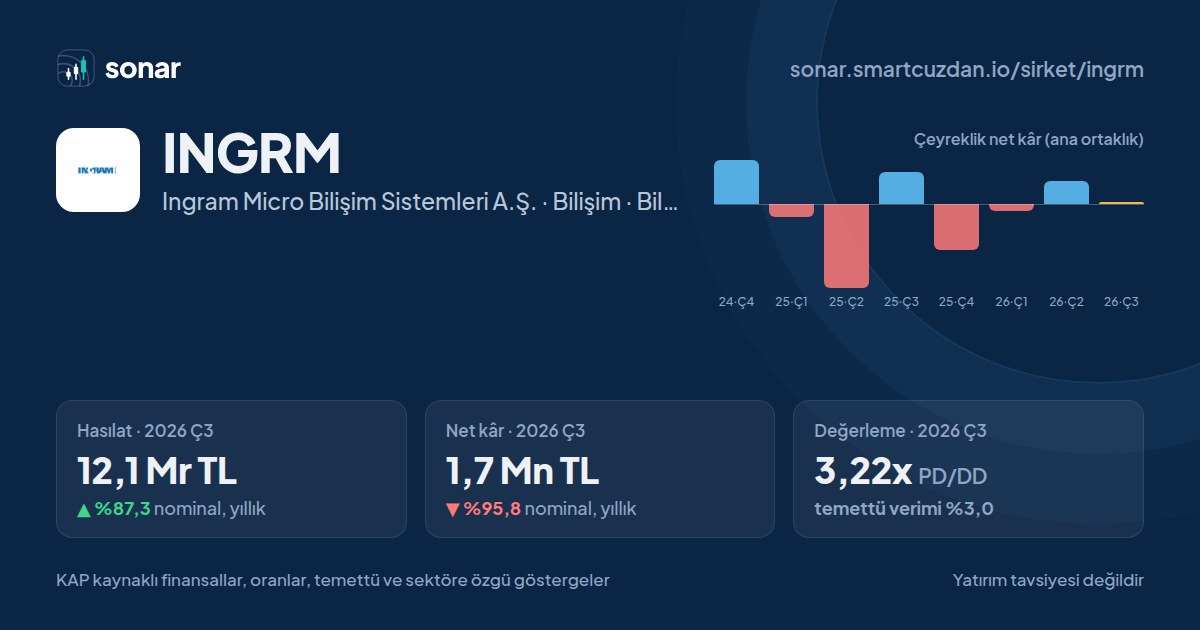 sonar
sonar.smartcuzdan.io/sirket/ingrm
INGRM
Ingram Micro Bilişim Sistemleri A.Ş. · Bilişim · Bil…
Çeyreklik net kâr (ana ortaklık)
24·Ç4 25·Ç1 25·Ç2 25·Ç3 25·Ç4 26·Ç1 26·Ç2 26·Ç3
Hasılat · 2026 Ç3
12,1 Mr TL
▲ %87,3 nominal, yıllık
Net kâr · 2026 Ç3
1,7 Mn TL
▼ %95,8 nominal, yıllık
Değerleme · 2026 Ç3
3,22x PD/DD
temettü verimi %3,0
KAP kaynaklı finansallar, oranlar, temettü ve sektöre özgü göstergeler
Yatırım tavsiyesi değildir